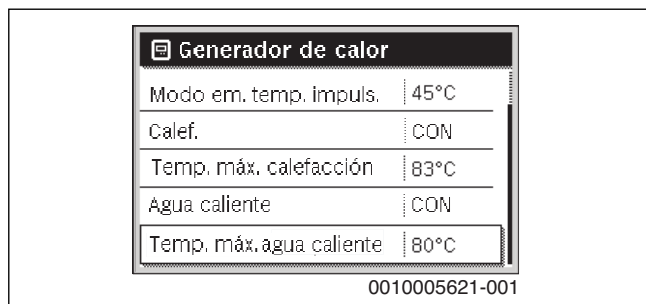 Generador de calor
Modo em. temp. impuls. 45°C
Calef. CON
Temp. máx. calefacción 83°C
Agua caliente CON
Temp. máx. agua caliente 80°C
0010005621-001